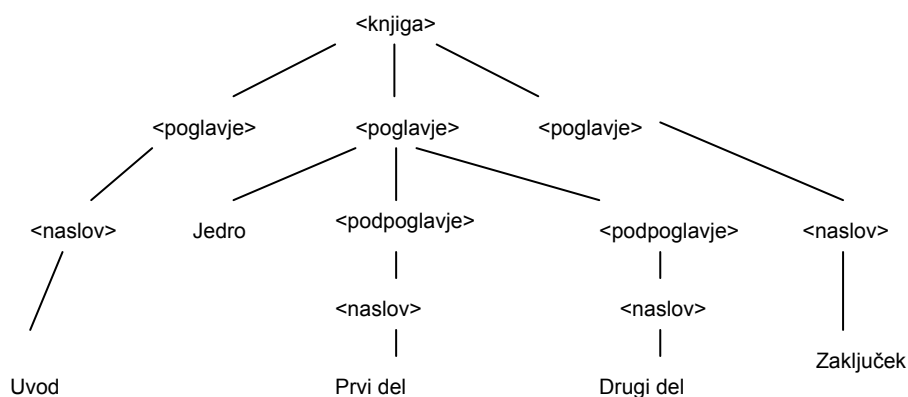 <knjiga>
<poglavje> <poglavje> <poglavje>
<naslov> Jedro <podpoglavje> <podpoglavje> <naslov>
<naslov> <naslov>
Uvod Prvi del Drugi del Zaključek